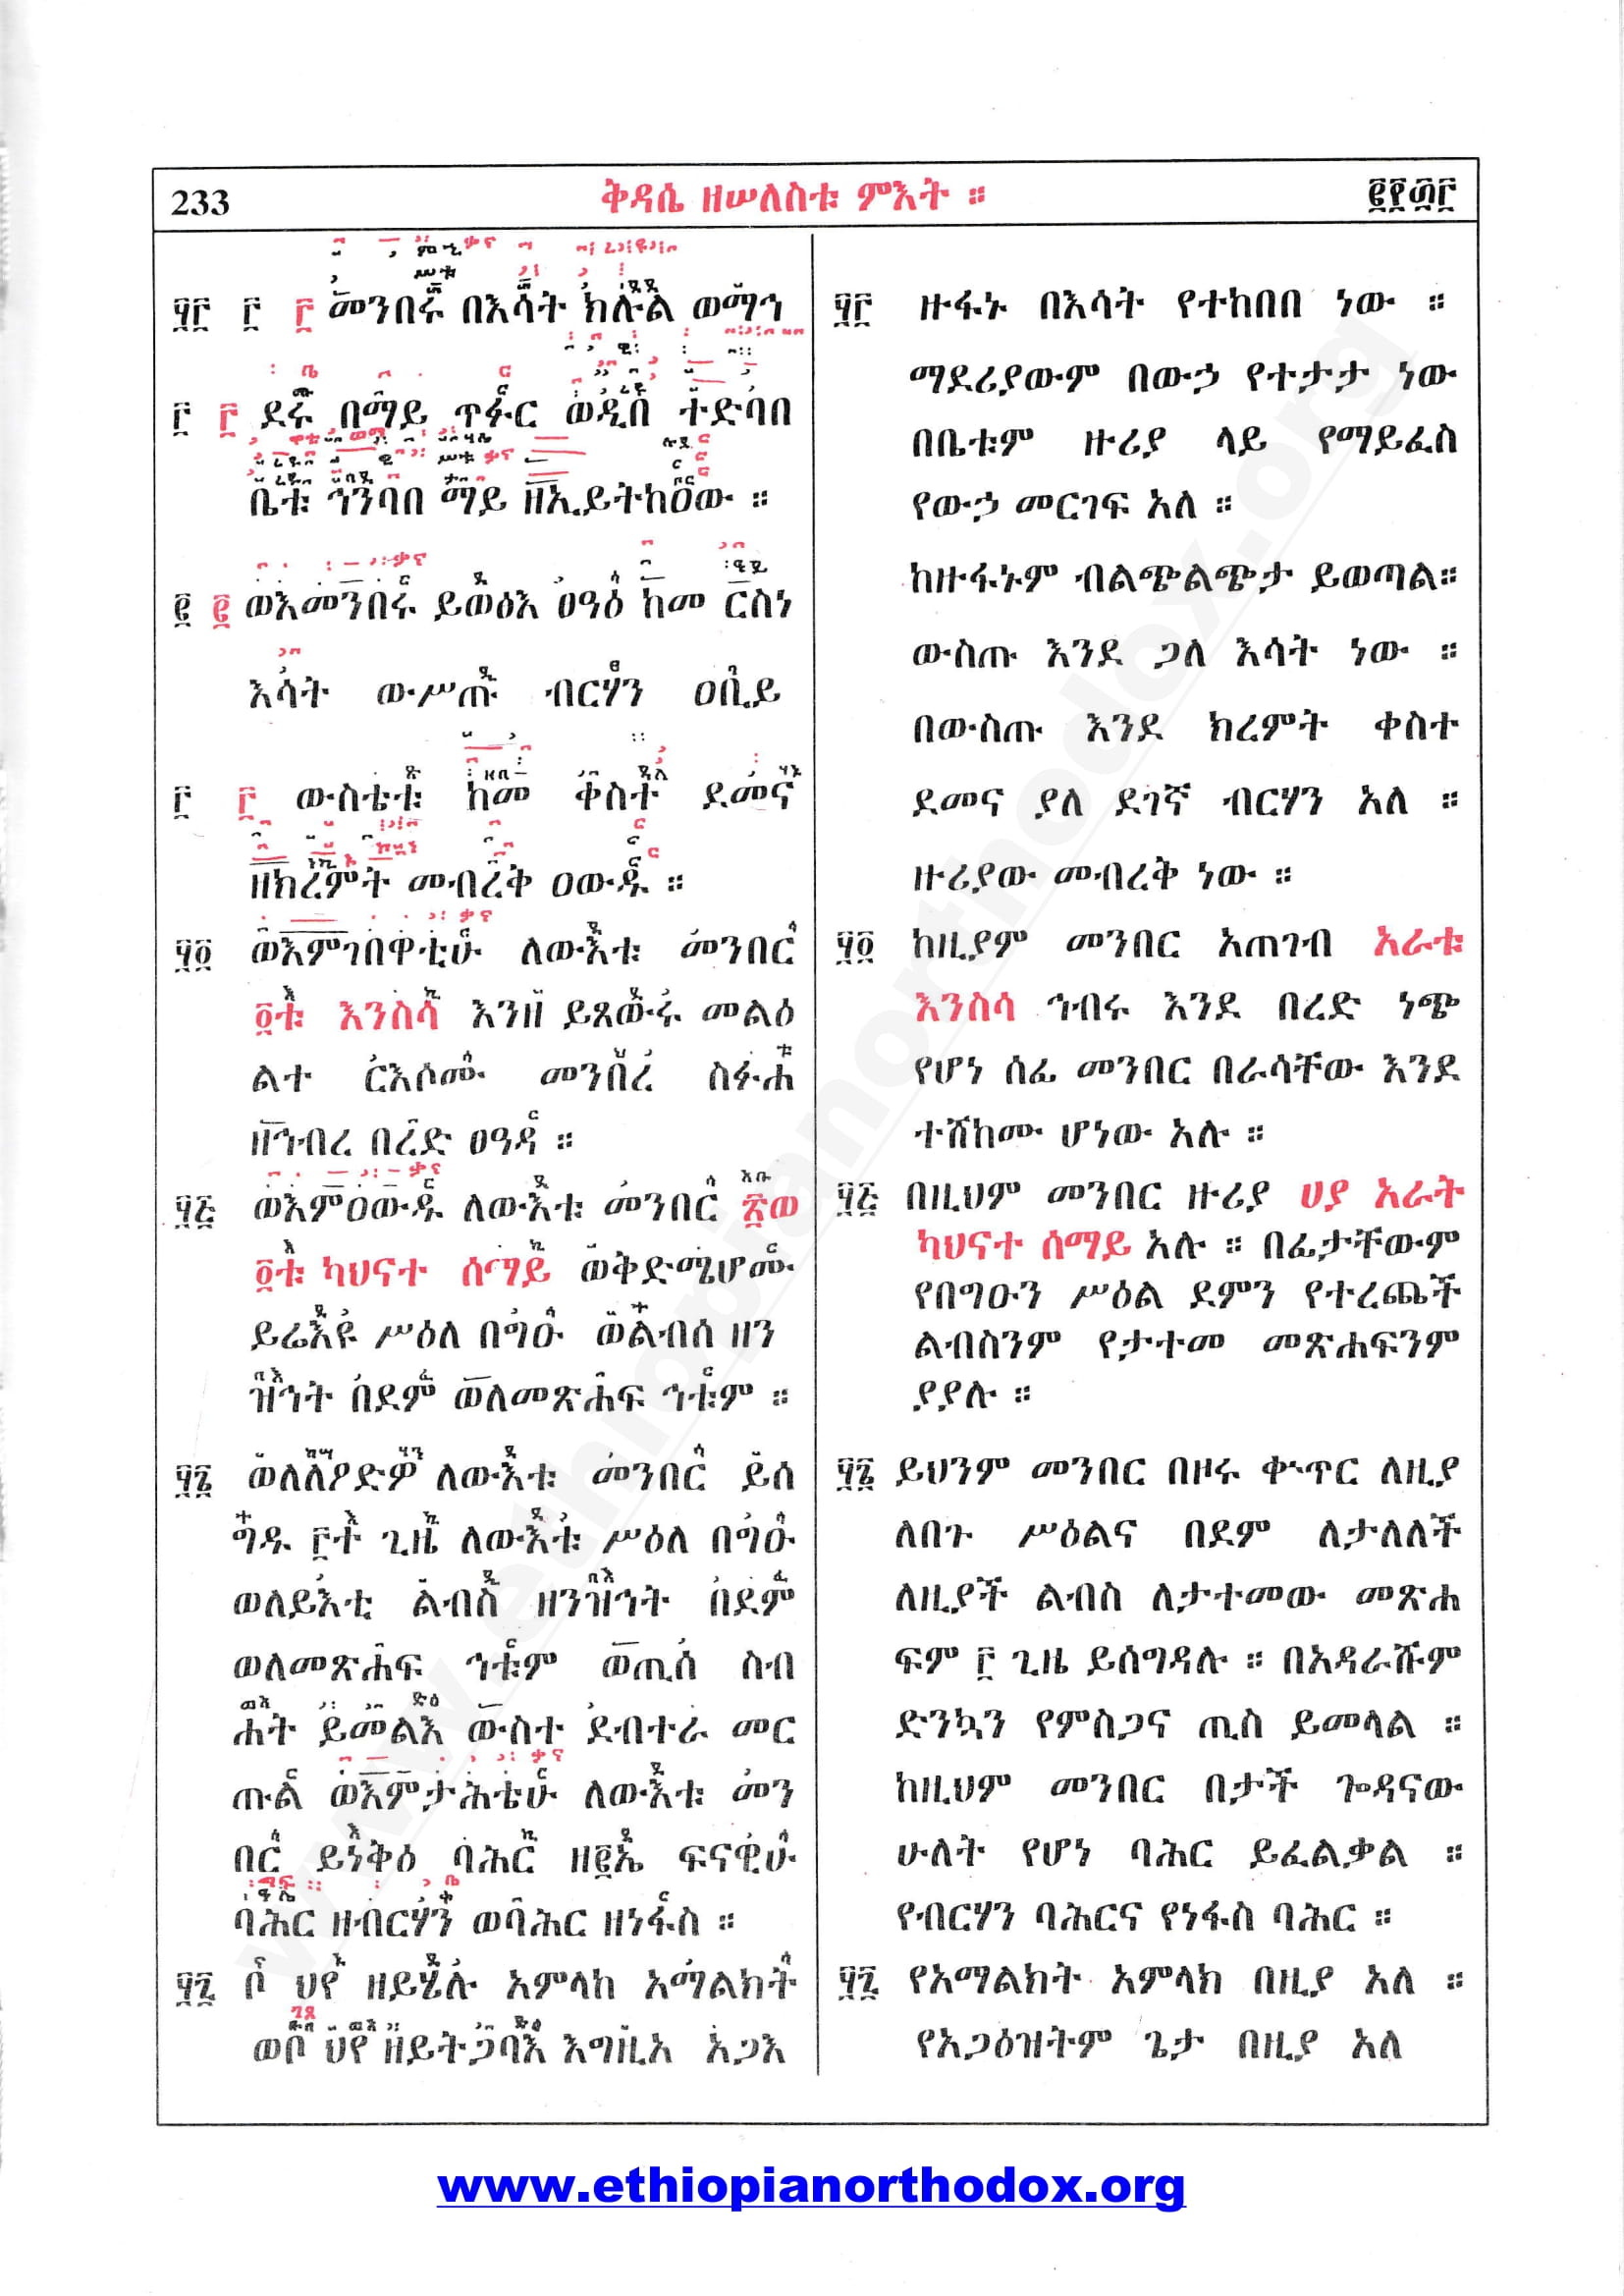 233 ቅዳሴ ዘሠለስቱ ምእት ። ፪፻፴፫
፶፫ ፫ ፫ መንበሩ በእሳት ክሉል ወማኅ
፫ ፫ ደሩ በማይ ጥፉር ወዲበ ተድባበ
ቤቱ ኅንባበ ማይ ዘኢይትከዐው ።
፪ ፪ ወእመንበሩ ይወፅእ ፀዓዕ ከመ ርስነ
እሳት ውሥጡ ብርሃን ዐቢይ
፫ ፫ ውስቴቱ ከመ ቀስተ ደመና
ዘክረምት መብረቅ ዐውዱ ።
፶፬ ወእምገበዋቲሁ ለውእቱ መንበር
፬ቱ እንስሳ እንዘ ይጸውሩ መልዕ
ልተ ርእሶሙ መንበረ ስፉሐ
ዘኅብረ በረድ ፀዓዳ ።
፶፭ ወእምዐውዱ ለውእቱ መንበር ፳ወ
፬ቱ ካህናተ ሰማይ ወቅድሜሆሙ
ይሬእዩ ሥዕለ በግዑ ወልብሰ ዘን
ዝኅት በደም ወለመጽሐፍ ኅቱም ።
፶፮ ወለለዖድዎ ለውእቱ መንበር ይሰ
ግዱ ፫ተ ጊዜ ለውእቱ ሥዕለ በግዑ
ወለይእቲ ልብስ ዘንዝኅት በደም
ወለመጽሐፍ ኅቱም ወጢሰ ስብ
ሐት ይመልእ ውስተ ደብተራ መር
ጡል ወእምታሕቴሁ ለውእቱ መን
በር ይነቅዕ ባሕር ዘ፪ኤ ፍናዊሁ
ባሕር ዘብርሃን ወባሕር ዘነፋስ ።
፶፯ ቦ ህየ ዘይሄሉ አምላከ አማልክት
ወቦ ህየ ዘይትጋባእ እግዚአ አጋእ
፶፫ ዙፋኑ በእሳት የተከበበ ነው ።
ማደሪያውም በውኃ የተታታ ነው
በቤቱም ዙሪያ ላይ የማይፈስ
የውኃ መርገፍ አለ ።
ከዙፋኑም ብልጭልጭታ ይወጣል።
ውስጡ እንደ ጋለ እሳት ነው ።
በውስጡ እንደ ክረምት ቀስተ
ደመና ያለ ደገኛ ብርሃን አለ ።
ዙሪያው መብረቅ ነው ።
፶፬ ከዚያም መንበር አጠገብ አራቱ
እንስሳ ኅብሩ እንደ በረድ ነጭ
የሆነ ሰፊ መንበር በራሳቸው እንደ
ተሸከሙ ሆነው አሉ ።
፶፭ በዚህም መንበር ዙሪያ ሀያ አራት
ካህናተ ሰማይ አሉ ። በፊታቸውም
የበግዑን ሥዕል ደምን የተረጨች
ልብስንም የታተመ መጽሐፍንም
ያያሉ ።
፶፮ ይህንም መንበር በዞሩ ቍጥር ለዚያ
ለበጉ ሥዕልና በደም ለታለለች
ለዚያች ልብስ ለታተመው መጽሐ
ፍም ፫ ጊዜ ይሰግዳሉ ። በአዳራሹም
ድንኳን የምስጋና ጢስ ይመላል ።
ከዚህም መንበር በታች ጐዳናው
ሁለት የሆነ ባሕር ይፈልቃል ።
የብርሃን ባሕርና የነፋስ ባሕር ።
፶፯ የአማልክት አምላክ በዚያ አለ ።
የአጋዕዝትም ጌታ በዚያ አለ
www.ethiopianorthodox.org
www.ethiopianorthodox.org